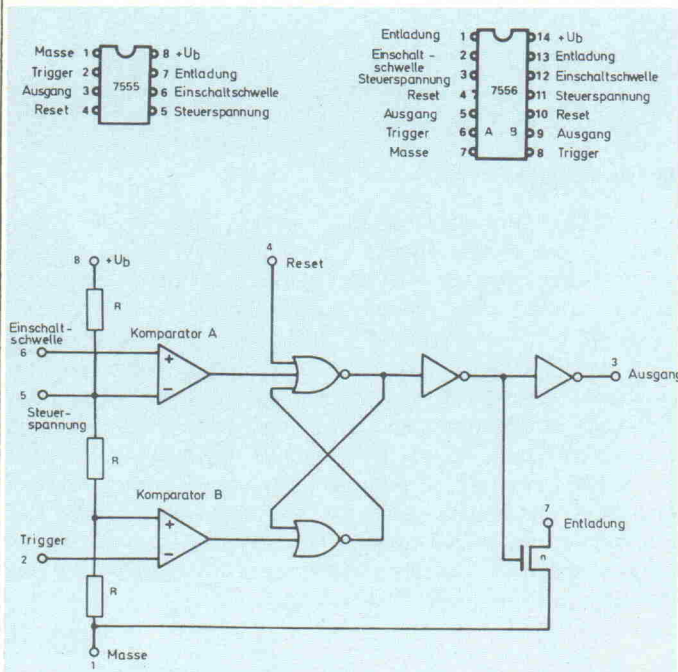 Masse 1
Trigger 2
Ausgang 3
Reset 4
7555
8 +Ub
7 Entladung
6 Einschaltschwelle
5 Steuerspannung
Entladung 1
Einschalt - 2
schwelle
Steuerspannung 3
Reset 4
Ausgang 5
Trigger 6
Masse 7
7556
A B
14 +Ub
13 Entladung
12 Einschaltschwelle
11 Steuerspannung
10 Reset
9 Ausgang
8 Trigger
8 +Ub
R
4
Reset
Einschalt -
schwelle
6
Komparator A
+
-
5
Steuer-
spannung
3
Ausgang
R
Komparator B
+
-
Trigger
2
7
Entladung
n
R
Masse
1